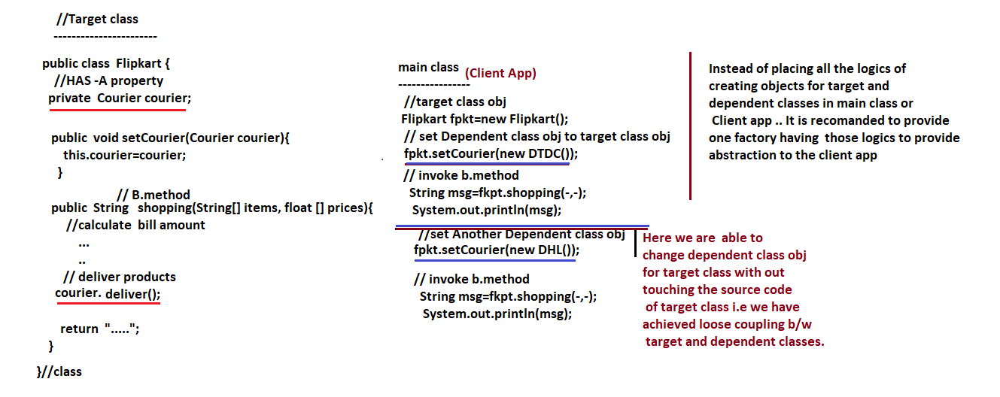 //Target class
-----------------------
public class Flipkart {
//HAS -A property
private Courier courier;
public void setCourier(Courier courier){
this.courier=courier;
}
// B.method
public String shopping(String[] items, float [] prices){
//calculate bill amount
...
..
// deliver products
courier. deliver();
return ".....";
}
}//class
main class (Client App)
----------------
//target class obj
Flipkart fpkt=new Flipkart();
// set Dependent class obj to target class obj
fpkt.setCourier(new DTDC());
// invoke b.method
String msg=fkpt.shopping(-,-);
System.out.println(msg);
//set Another Dependent class obj
fpkt.setCourier(new DHL());
// invoke b.method
String msg=fkpt.shopping(-,-);
System.out.println(msg);
Instead of placing all the logics of
creating objects for target and
dependent classes in main class or
Client app .. It is recomanded to provide
one factory having those logics to provide
abstraction to the client app
Here we are able to
change dependent class obj
for target class with out
touching the source code
of target class i.e we have
achieved loose coupling b/w
target and dependent classes.